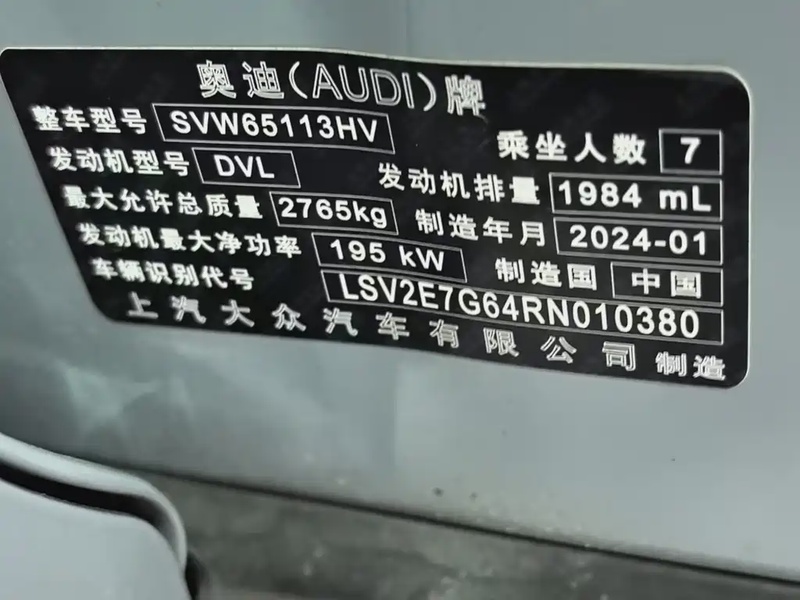 奥迪(AUDI)牌
整车型号 SVW65113HV 乘坐人数 7
发动机型号 DVL 发动机排量 1984 mL
最大允许总质量 2765kg 制造年月 2024-01
发动机最大净功率 195 kW 制造国 中国
车辆识别代号 LSV2E7G64RN010380
上汽大众汽车有限公司 制造